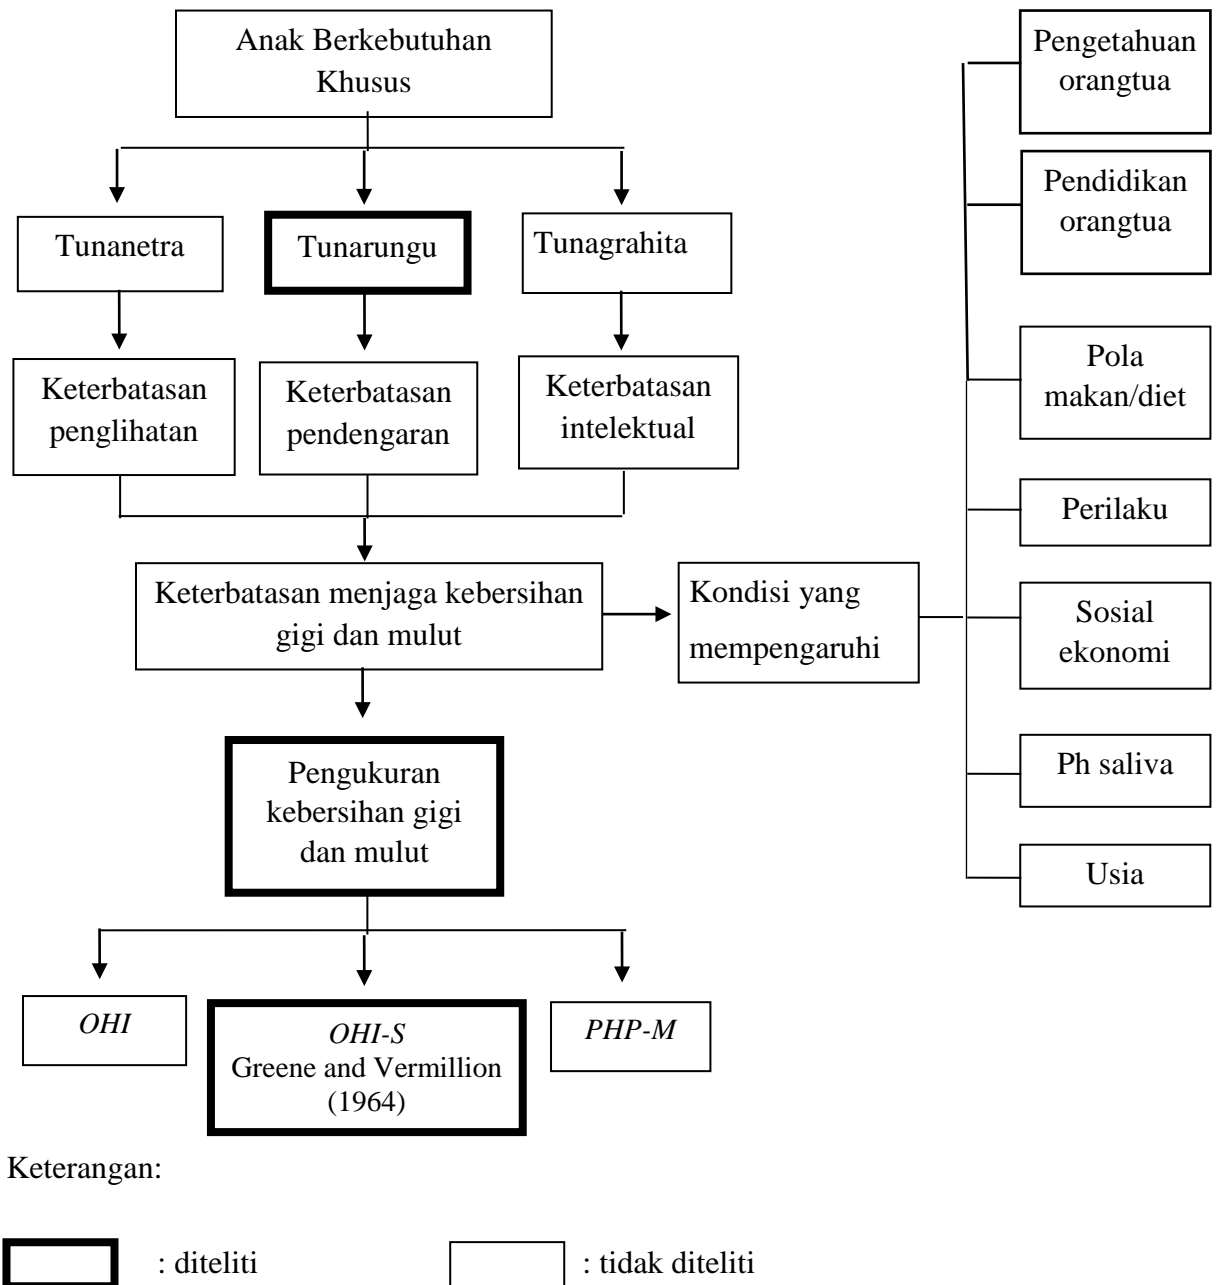 Anak Berkebutuhan
Khusus
Tunanetra
Tunarungu
Tunagrahita
Keterbatasan
penglihatan
Keterbatasan
pendengaran
Keterbatasan
intelektual
Keterbatasan menjaga kebersihan
gigi dan mulut
Kondisi yang
mempengaruhi
Pengetahuan
orangtua
Pendidikan
orangtua
Pola
makan/diet
Perilaku
Sosial
ekonomi
Ph saliva
Usia
Pengukuran
kebersihan gigi
dan mulut
OHI
OHI-S
Greene and Vermillion
(1964)
PHP-M
Keterangan:
: diteliti
: tidak diteliti